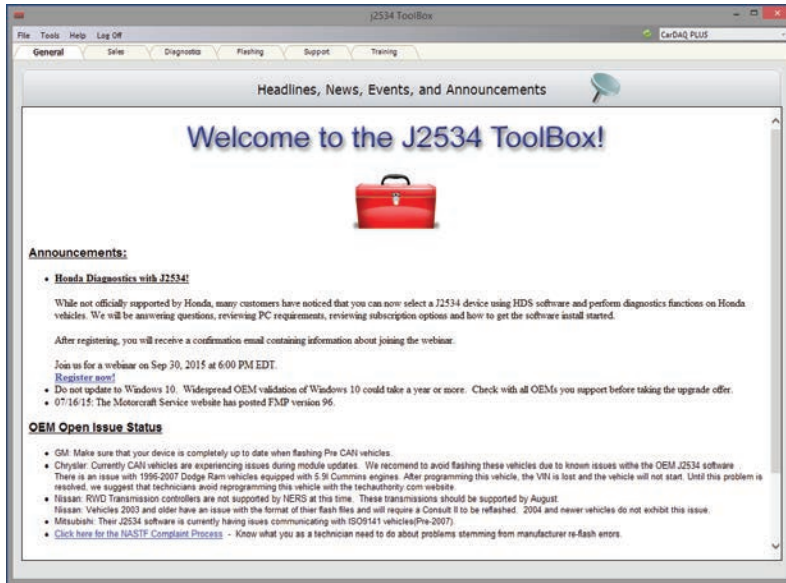 j2534 ToolBox
File Tools Help Log Off
CarDAQ PLUS
General Sales Diagnostics Flashing Support Training
Headlines, News, Events, and Announcements
Welcome to the J2534 ToolBox!
Announcements:
• Honda Diagnostics with J2534!
While not officially supported by Honda, many customers have noticed that you can now select a J2534 device using HDS software and perform diagnostics functions on Honda
vehicles. We will be answering questions, reviewing PC requirements, reviewing subscription options and how to get the software install started.
After registering, you will receive a confirmation email containing information about joining the webinar.
Join us for a webinar on Sep 30, 2015 at 6:00 PM EDT.
Register now!
• Do not update to Windows 10. Widespread OEM validation of Windows 10 could take a year or more. Check with all OEMs you support before taking the upgrade offer.
• 07/16/15: The Motorcraft Service website has posted FMP version 96.
OEM Open Issue Status
• GM: Make sure that your device is completely up to date when flashing Pre CAN vehicles.
• Chrysler: Currently CAN vehicles are experiencing issues during module updates. We recomend to avoid flashing these vehicles due to known issues withe the OEM J2534 software
There is an issue with 1996-2007 Dodge Ram vehicles equipped with 5.9l Cummins engines. After programming this vehicle, the VIN is lost and the vehicle will not start. Until this problem is
resolved, we suggest that technicians avoid reprogramming this vehicle with the techauthority.com website.
• Nissan: RWD Transmission controllers are not supported by NERS at this time. These transmissions should be supported by August.
Nissan: Vehicles 2003 and older have an issue with the format of thier flash files and will require a Consult II to be reflashed. 2004 and newer vehicles do not exhibit this issue.
• Mitsubishi: Their J2534 software is currently having isues communicating with ISO9141 vehicles(Pre-2007).
• Click here for the NASTF Complaint Process - Know what you as a technician need to do about problems stemming from manufacturer re-flash errors.